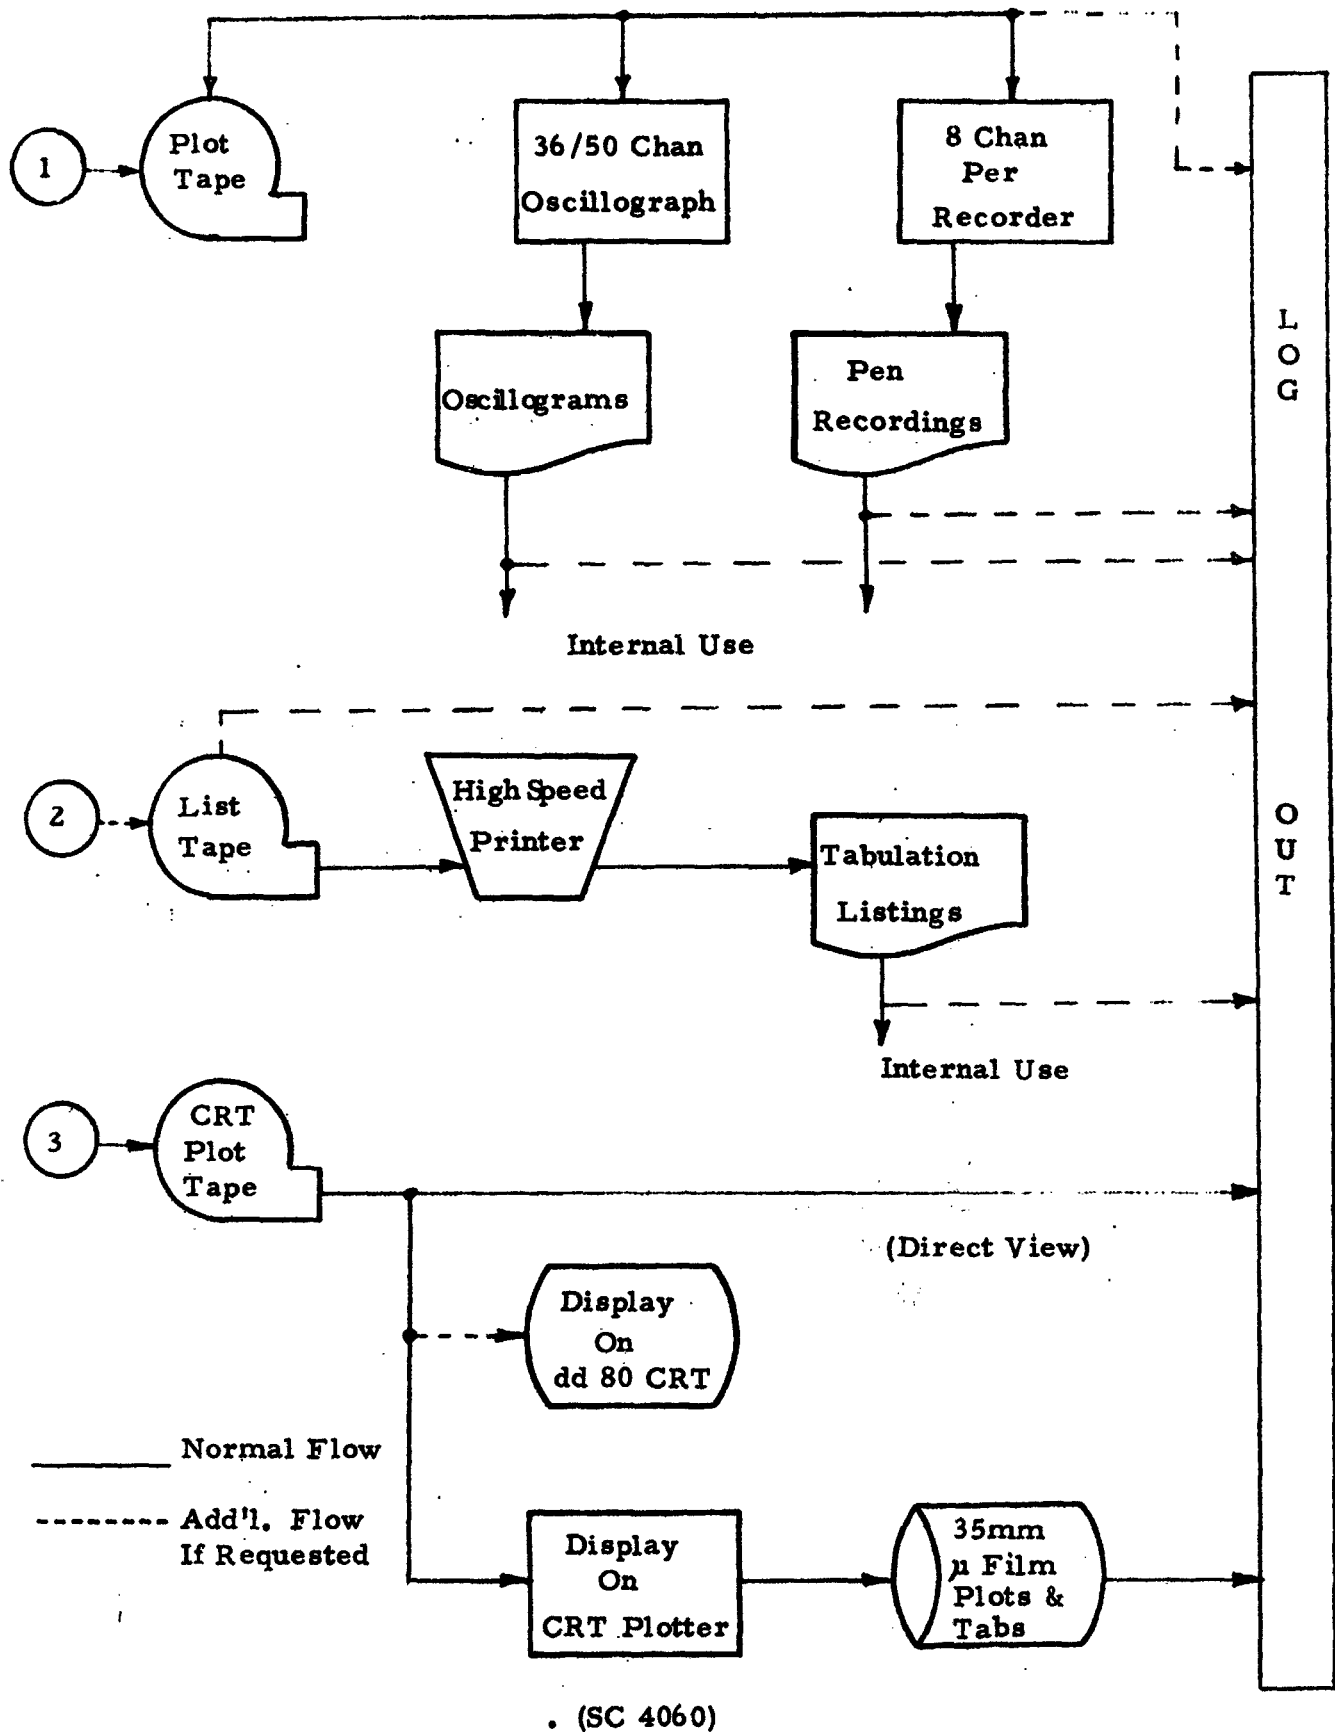 1
Plot
Tape
36/50 Chan
Oscillograph
8 Chan
Per
Recorder
Oscillograms
Pen
Recordings
Internal Use
LOG
OUT
2
List
Tape
High Speed
Printer
Tabulation
Listings
Internal Use
3
CRT
Plot
Tape
(Direct View)
Display
On
dd 80 CRT
Normal Flow
Add'l. Flow
If Requested
Display
On
CRT Plotter
35mm
µ Film
Plots &
Tabs
(SC 4060)